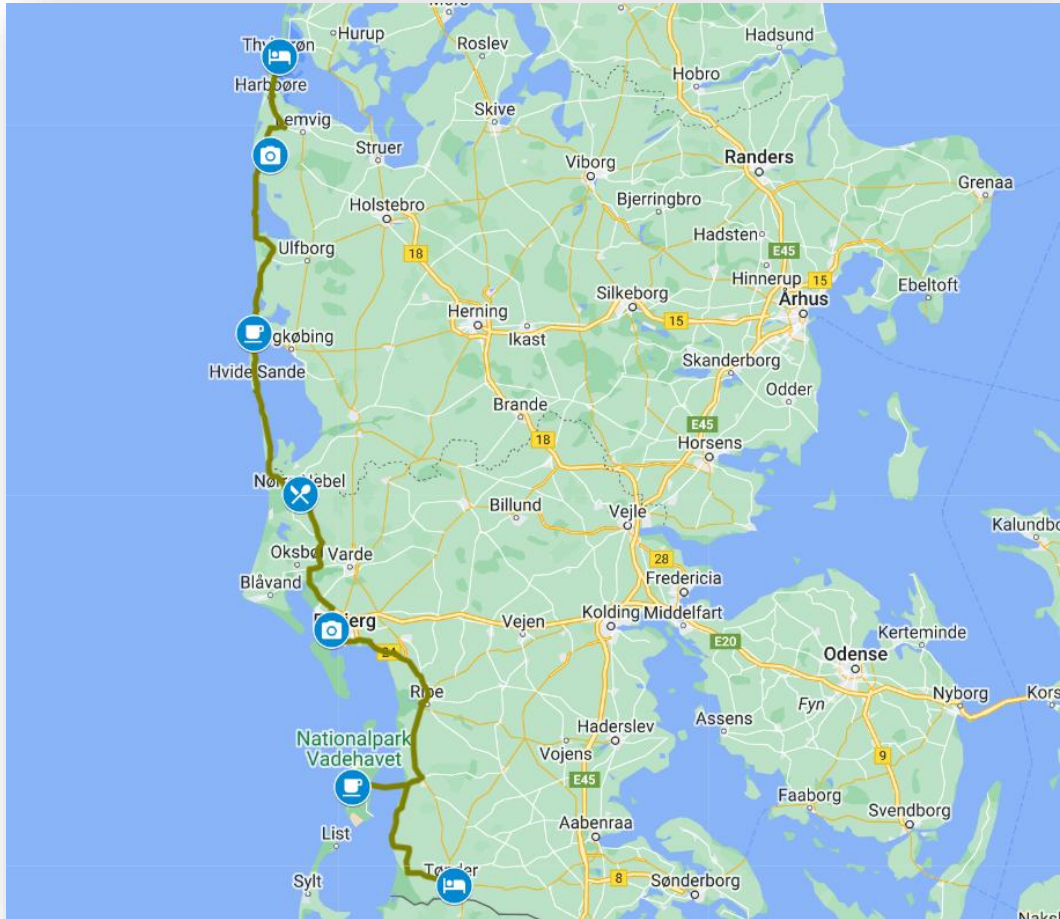 Hurup
Roslev
Hadsund
Hobro
Harboøre
Lemvig
Skive
Struer
Viborg
Randers
Bjerringbro
Grenaa
Holstebro
Hadsten
E45
18
Ulfborg
Hinnerup
15
Ebeltoft
Århus
Silkeborg
Herning
15
Ikast
Skanderborg
Hvide Sande
Odder
Brande
E45
18
Horsens
Billund
Vejle
Oksbøl
Varde
28
Blåvand
Fredericia
Kolding
Middelfart
Vejen
E20
Kerteminde
24
Odense
Ribe
Nyborg
Fyn
Assens
Haderslev
Nationalpark
Vadehavet
Vojens
9
E45
Faaborg
Svendborg
List
Aabenraa
Tønder
8
Sylt
Sønderborg